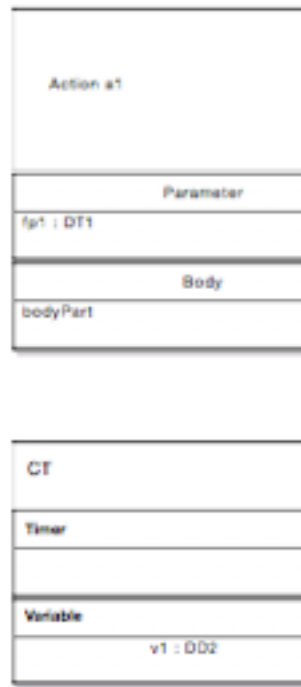 Action a1
Parameter
fp1 : DT1
Body
bodyPart
CT
Timer
Variable
v1 : DD2